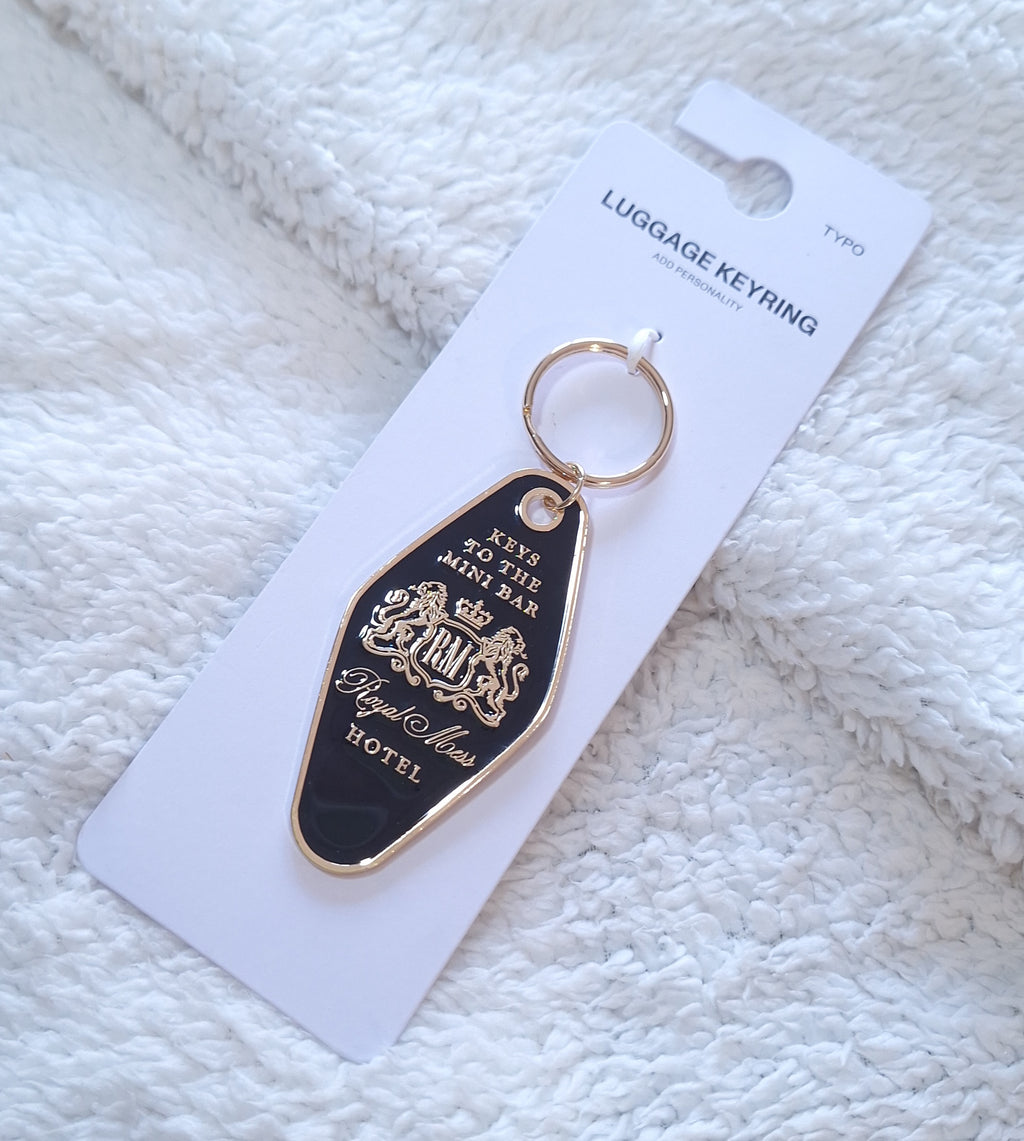 TYPO
LUGGAGE KEYRING
ADD PERSONALITY
KEYS
TO THE
MINI BAR
RM
Royal Mess
HOTEL